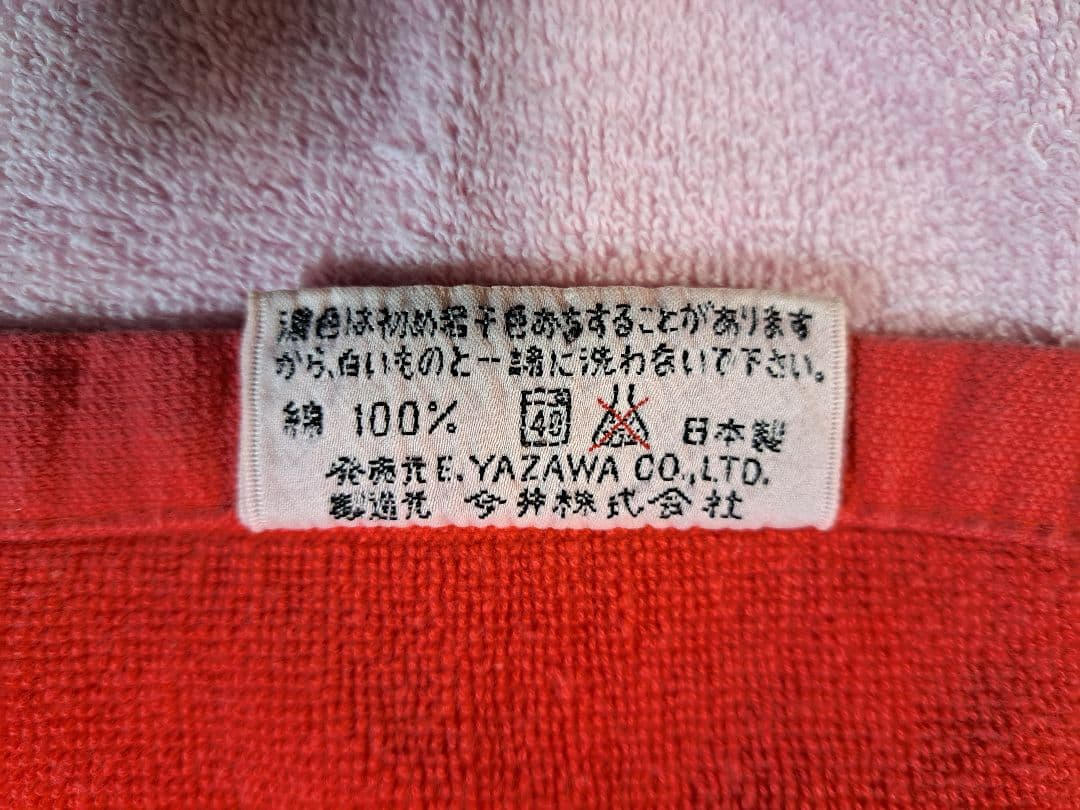 濃色は初め若干色おちすることがあります
から、白いものと一諸に洗わないで下さい。
綿 100% 40 日本製
発売元 E. YAZAWA CO., LTD.
製造元 今井株式会社